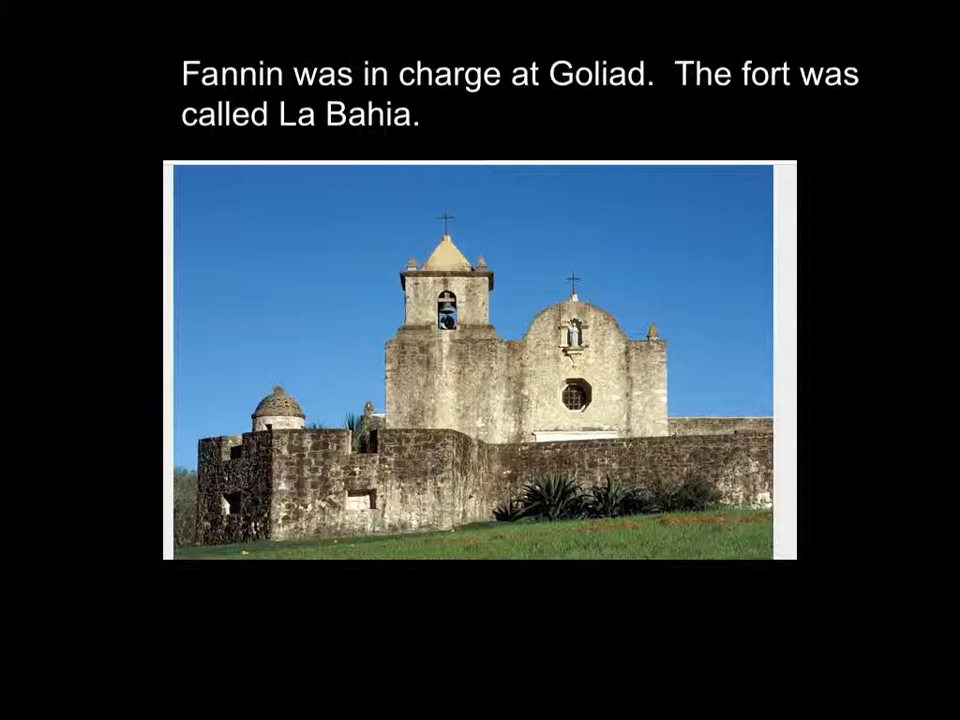 Fannin was in charge at Goliad.  The fort was
called La Bahia.